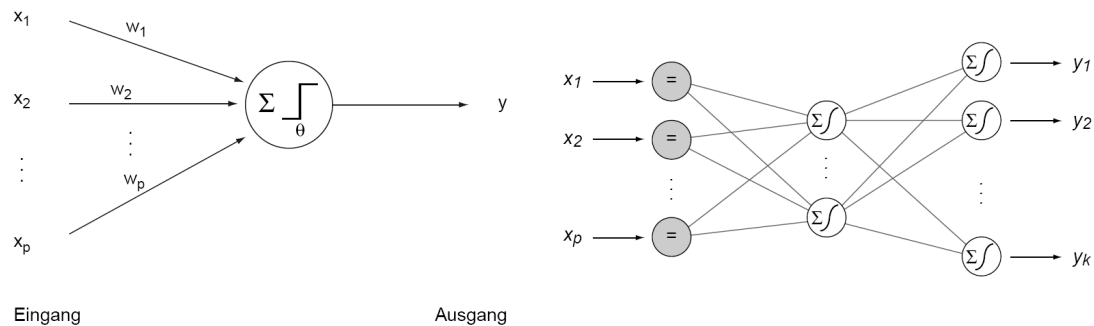 x1
w1
x2
w2
Σ
θ
y
⋮
⋮
wp
xp
Eingang
Ausgang
x1
=
x2
=
⋮
xp
=
Σ∫
⋮
Σ∫
Σ∫
y1
Σ∫
y2
⋮
Σ∫
yk